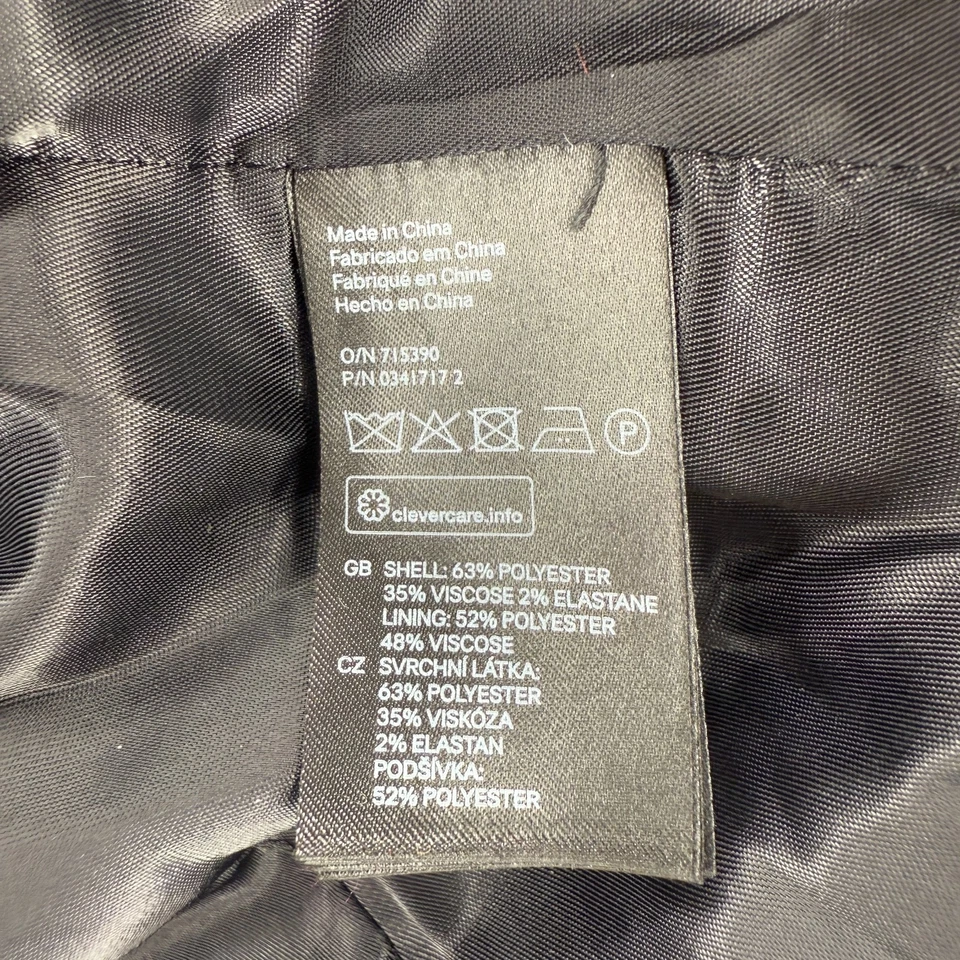 Made in China
Fabricado em China
Fabriqué en Chine
Hecho en China
O/N 715390
P/N 0341717 2
P
clevercare.info
GB SHELL: 63% POLYESTER
35% VISCOSE 2% ELASTANE
LINING: 52% POLYESTER
48% VISCOSE
CZ SVRCHNÍ LÁTKA:
63% POLYESTER
35% VISKÓZA
2% ELASTAN
PODŠÍVKA:
52% POLYESTER